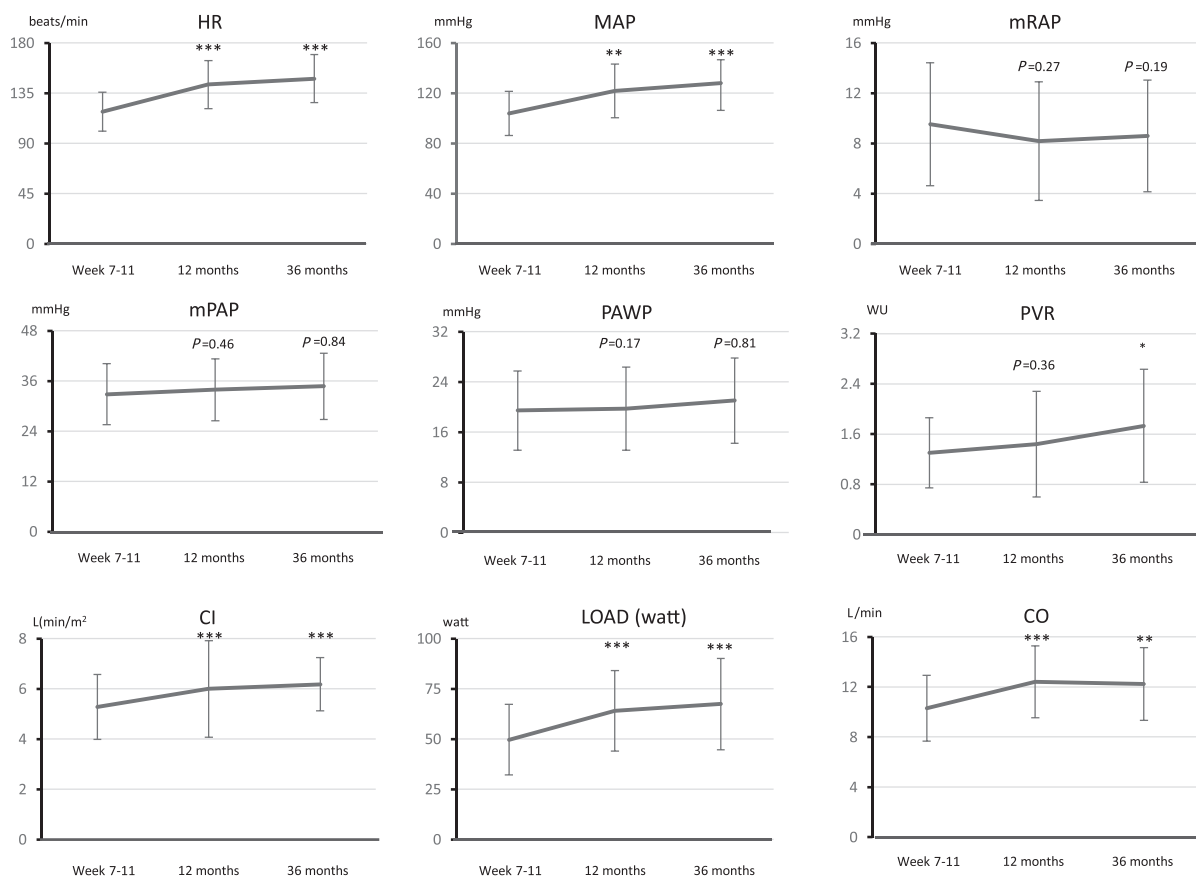 HR
beats/min
180
135
90
45
0
*** ***
Week 7-11 12 months 36 months
MAP
mmHg
160
120
80
40
0
** ***
Week 7-11 12 months 36 months
mRAP
mmHg
16
12
8
4
0
P=0.27 P=0.19
Week 7-11 12 months 36 months
mPAP
mmHg
48
36
24
12
0
P=0.46 P=0.84
Week 7-11 12 months 36 months
PAWP
mmHg
32
24
16
8
0
P=0.17 P=0.81
Week 7-11 12 months 36 months
PVR
WU
3.2
2.4
1.6
0.8
0
P=0.36 *
Week 7-11 12 months 36 months
CI
L(min/m²
8
6
4
2
0
*** ***
Week 7-11 12 months 36 months
LOAD (watt)
watt
100
75
50
25
0
*** ***
Week 7-11 12 months 36 months
CO
L/min
16
12
8
4
0
*** **
Week 7-11 12 months 36 months